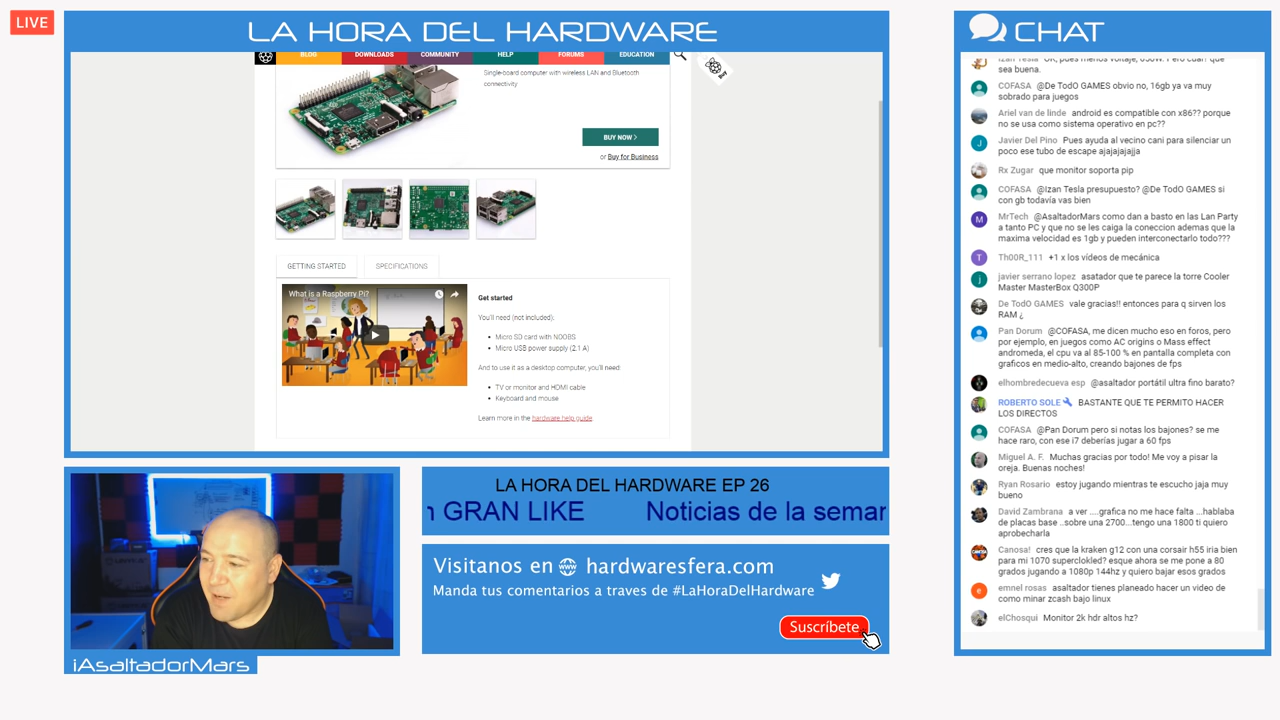 LIVE
LA HORA DEL HARDWARE
BLOG DOWNLOADS COMMUNITY HELP FORUMS EDUCATION
Buy
Single-board computer with wireless LAN and Bluetooth
connectivity
BUY NOW >
or Buy for Business
GETTING STARTED SPECIFICATIONS
What is a Raspberry Pi?
Get started
You'll need (not included):
• Micro SD card with NOOBS
• Micro USB power supply (2.1 A)
And to use it as a desktop computer, you'll need:
• TV or monitor and HDMI cable
• Keyboard and mouse
Learn more in the hardware help guide.
iAsaltadorMars
LA HORA DEL HARDWARE EP 26
n GRAN LIKE Noticias de la semar
Visitanos en www hardwaresfera.com
Manda tus comentarios a traves de #LaHoraDelHardware
Suscríbete
CHAT
Izan Tesla OK, pues menos voltaje, 650W. Pero cual? que
sea buena.
COFASA @De TodO GAMES obvio no, 16gb ya va muy
sobrado para juegos
Ariel van de linde android es compatible con x86?? porque
no se usa como sistema operativo en pc??
Javier Del Pino Pues ayuda al vecino cani para silenciar un
poco ese tubo de escape ajajajajajja
Rx Zugar que monitor soporta pip
COFASA @Izan Tesla presupuesto? @De TodO GAMES si
con gb todavía vas bien
MrTech @AsaltadorMars como dan a basto en las Lan Party
a tanto PC y que no se les caiga la coneccion ademas que la
maxima velocidad es 1gb y pueden interconectarlo todo???
Th00R_111 +1 x los vídeos de mecánica
javier serrano lopez asatador que te parece la torre Cooler
Master MasterBox Q300P
De TodO GAMES vale gracias!! entonces para q sirven los
RAM ¿
Pan Dorum @COFASA, me dicen mucho eso en foros, pero
por ejemplo, en juegos como AC origins o Mass effect
andromeda, el cpu va al 85-100 % en pantalla completa con
graficos en medio-alto, creando bajones de fps
elhombredecueva esp @asaltador portátil ultra fino barato?
ROBERTO SOLE BASTANTE QUE TE PERMITO HACER
LOS DIRECTOS
COFASA @Pan Dorum pero si notas los bajones? se me
hace raro, con ese i7 deberías jugar a 60 fps
Miguel A. F. Muchas gracias por todo! Me voy a pisar la
oreja. Buenas noches!
Ryan Rosario estoy jugando mientras te escucho jaja muy
bueno
David Zambrana a ver ....grafica no me hace falta ...hablaba
de placas base ..sobre una 2700...tengo una 1800 ti quiero
aprobecharla
Canosa! cres que la kraken g12 con una corsair h55 iria bien
para mi 1070 superclokled? esque ahora se me pone a 80
grados jugando a 1080p 144hz y quiero bajar esos grados
emnel rosas asaltador tienes planeado hacer un video de
como minar zcash bajo linux
elChosqui Monitor 2k hdr altos hz?